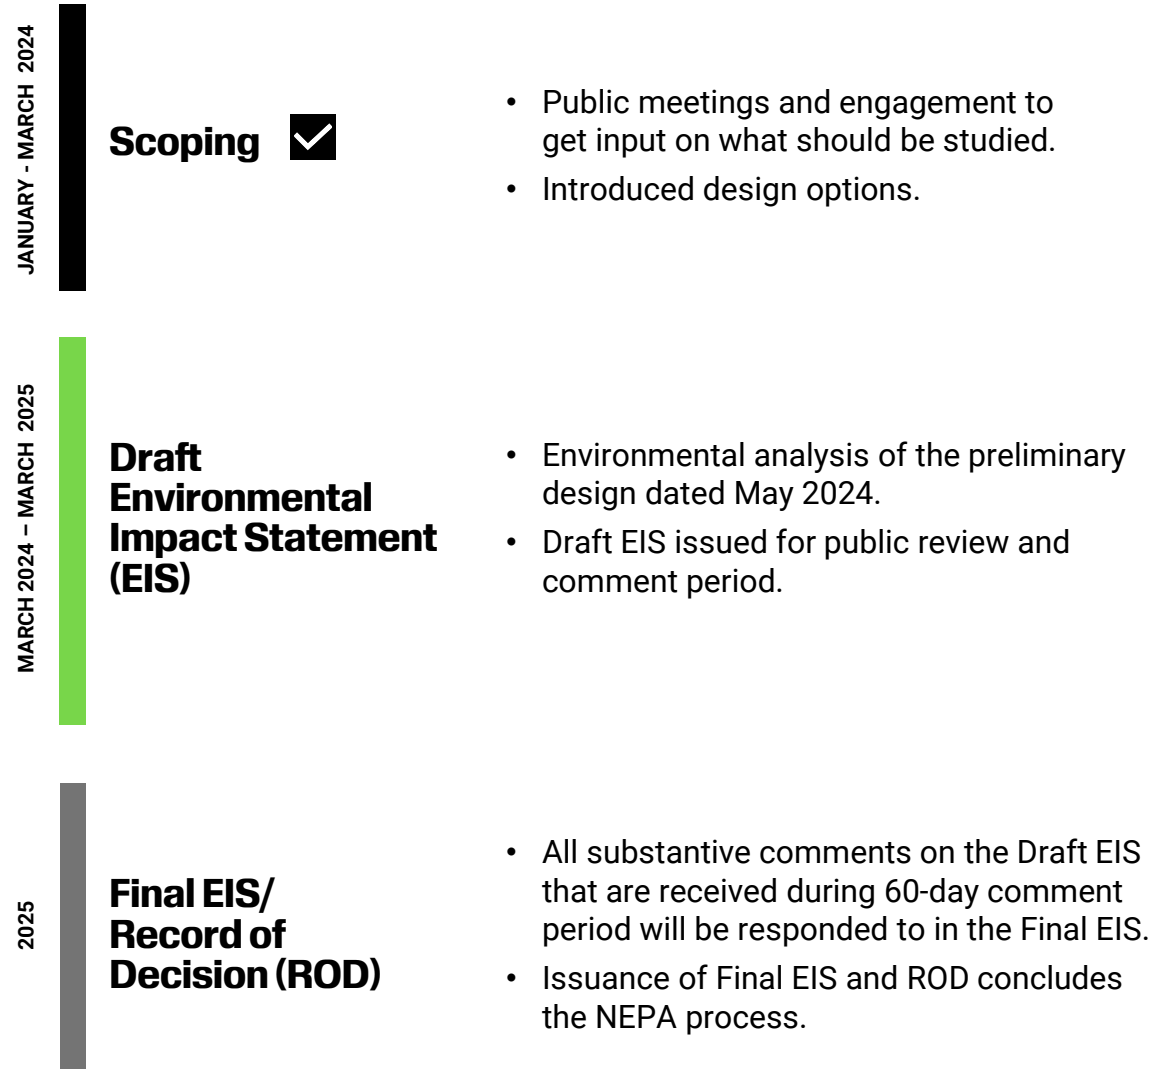 JANUARY - MARCH 2024
Scoping
• Public meetings and engagement to
get input on what should be studied.
• Introduced design options.
MARCH 2024 – MARCH 2025
Draft
Environmental
Impact Statement
(EIS)
• Environmental analysis of the preliminary
design dated May 2024.
• Draft EIS issued for public review and
comment period.
2025
Final EIS/
Record of
Decision (ROD)
• All substantive comments on the Draft EIS
that are received during 60-day comment
period will be responded to in the Final EIS.
• Issuance of Final EIS and ROD concludes
the NEPA process.